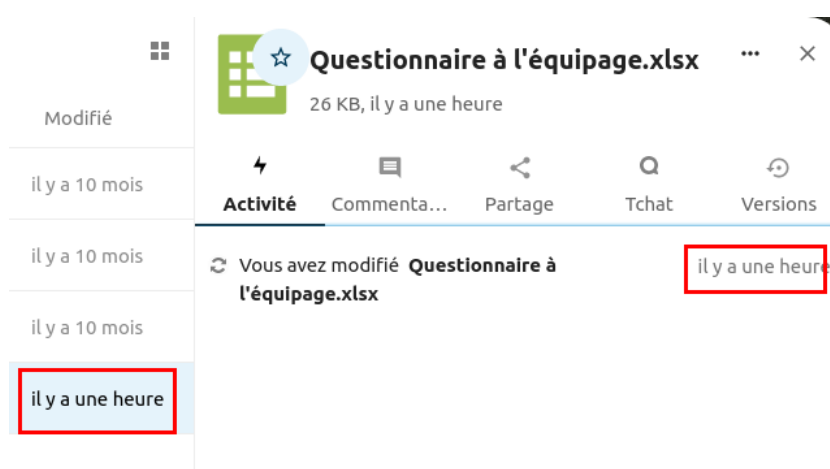 Modifié
il y a 10 mois
il y a 10 mois
il y a 10 mois
il y a une heure
Questionnaire à l'équipage.xlsx
26 KB, il y a une heure
Activité
Commenta...
Partage
Tchat
Versions
Vous avez modifié Questionnaire à
l'équipage.xlsx
il y a une heure